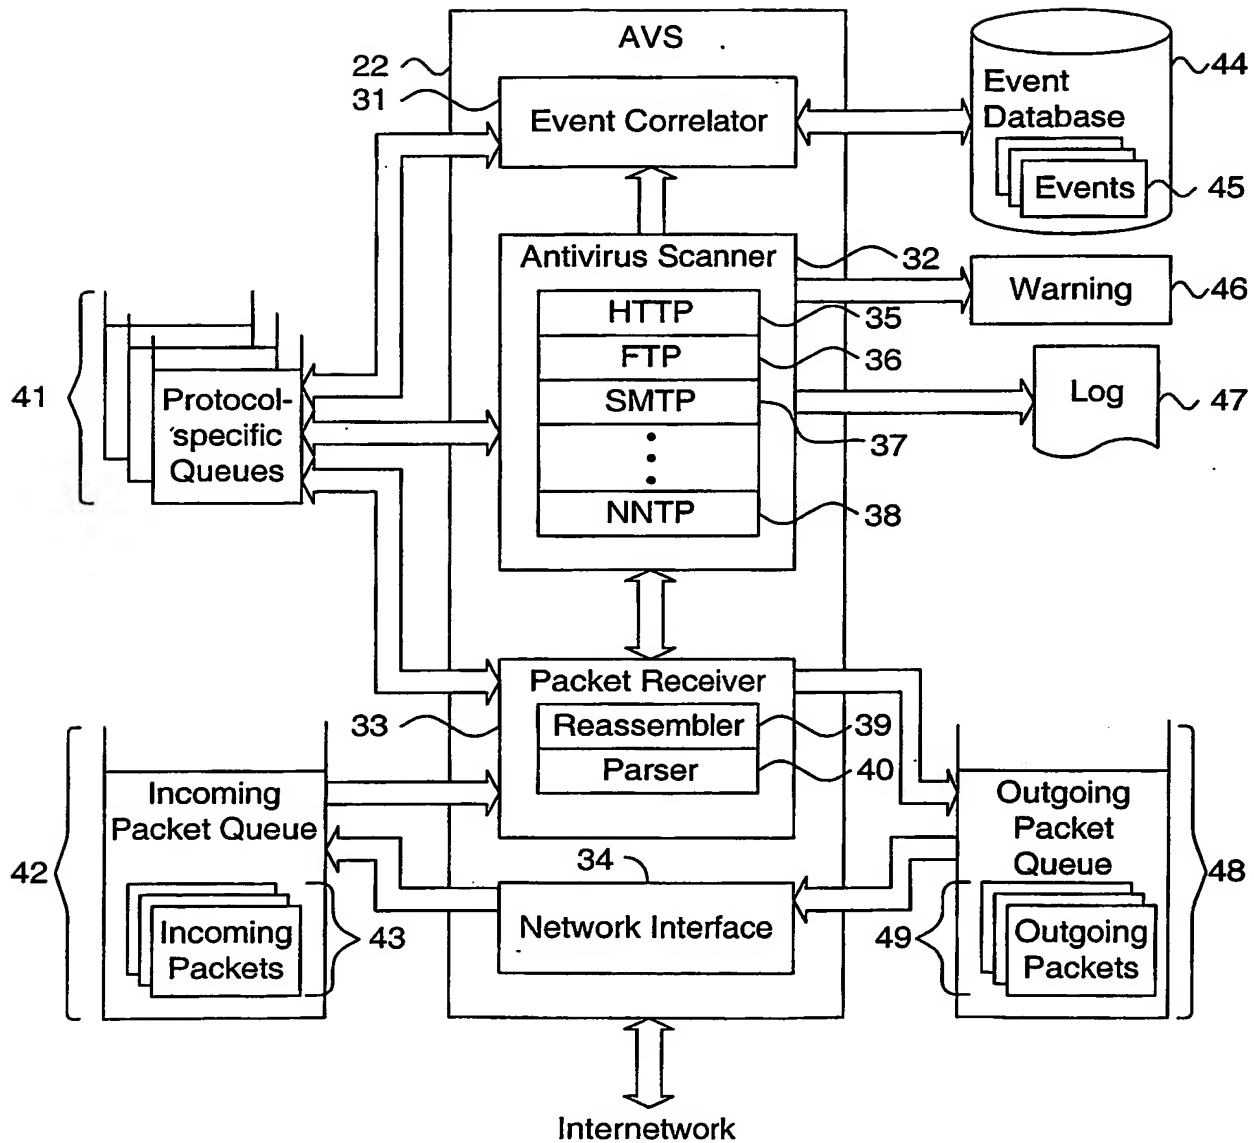 AVS
22
31
Event Correlator
44
Event
Database
Events
45
Antivirus Scanner
32
HTTP
35
FTP
36
SMTP
37
NNTP
38
Warning
46
Log
47
41
Protocol-
specific
Queues
Packet Receiver
33
Reassembler
39
Parser
40
42
Incoming
Packet Queue
Incoming
Packets
43
34
Network Interface
Outgoing
Packet
Queue
48
49
Outgoing
Packets
Internetwork